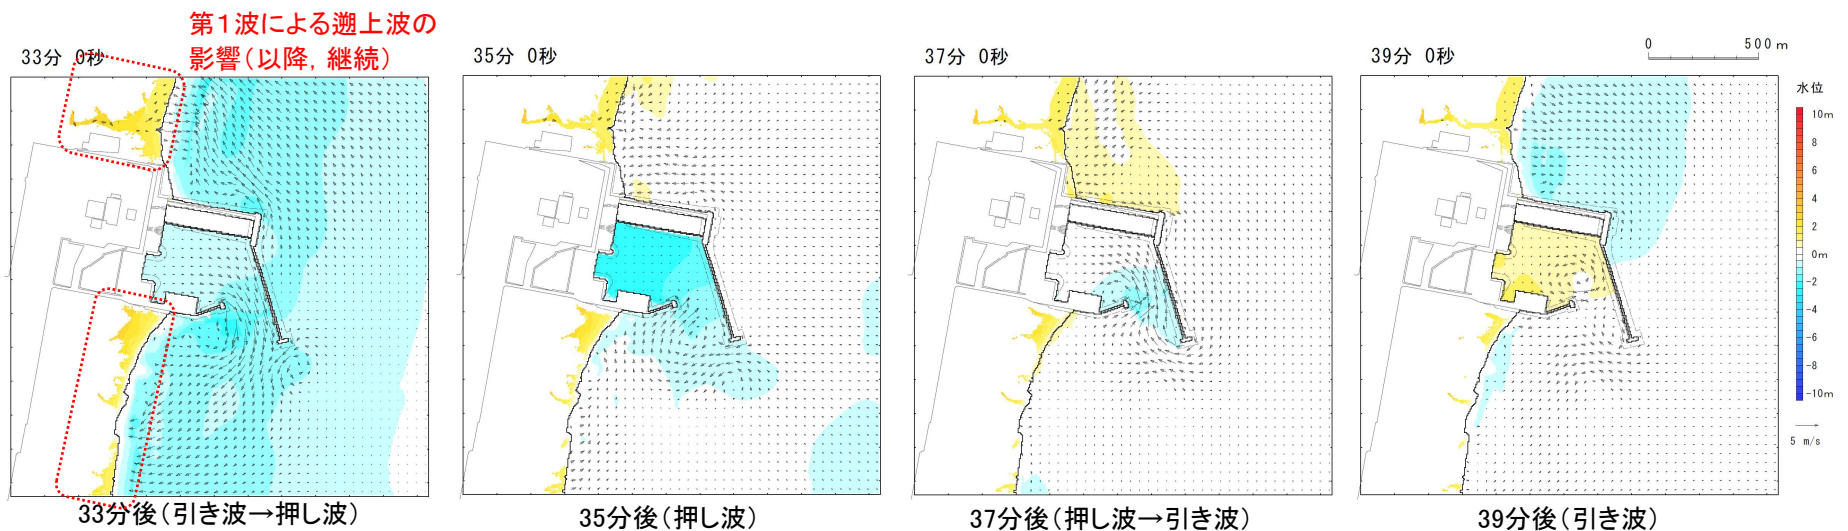 第1波による遡上波の
影響(以降, 継続)
33分 0秒
35分 0秒
37分 0秒
39分 0秒
0 500m
水位
10m
8
6
4
2
0m
-2
-4
-6
-8
-10m
5 m/s
33分後(引き波→押し波)
35分後(押し波)
37分後(押し波→引き波)
39分後(引き波)